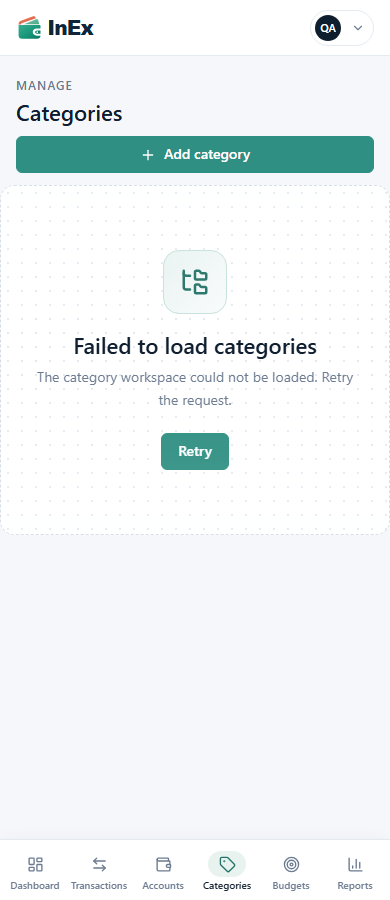 InEx
QA
MANAGE
Categories
Add category
Failed to load categories
The category workspace could not be loaded. Retry
the request.
Retry
Dashboard
Transactions
Accounts
Categories
Budgets
Reports